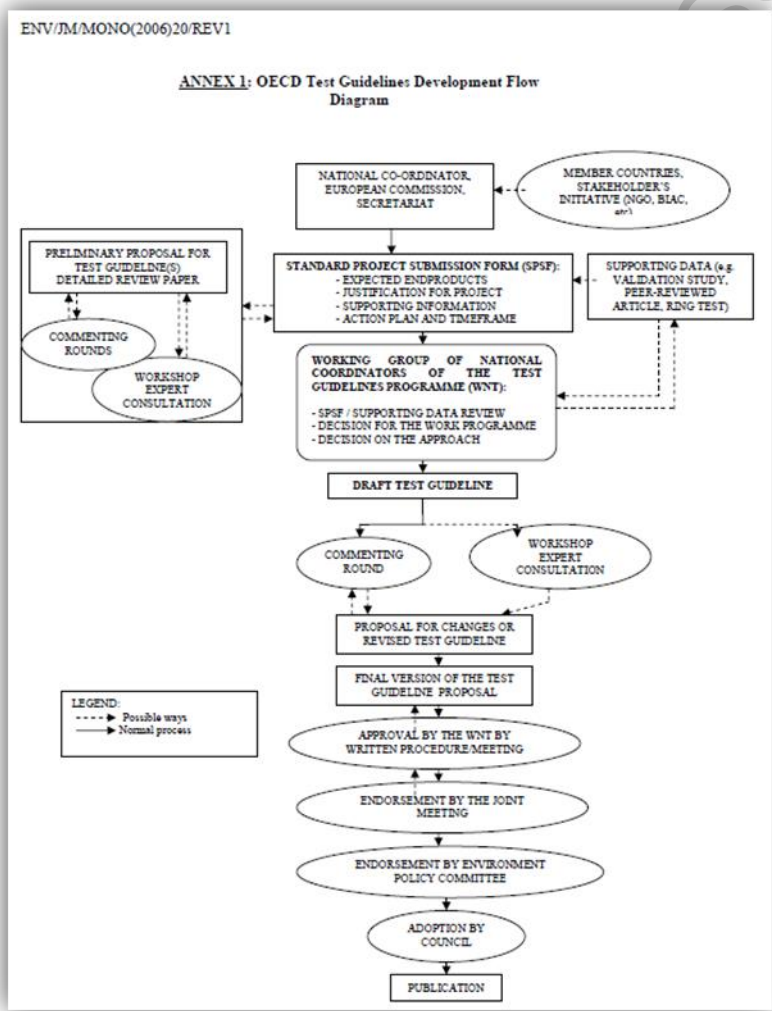 ENV/JM/MONO(2006)20/REV1
ANNEX 1: OECD Test Guidelines Development Flow
Diagram
NATIONAL CO-ORDINATOR,
EUROPEAN COMMISSION,
SECRETARIAT
MEMBER COUNTRIES,
STAKEHOLDER'S
INITIATIVE (NGO, BIAC,
etc)
PRELIMINARY PROPOSAL FOR
TEST GUIDELINE(S)
DETAILED REVIEW PAPER
COMMENTING
ROUNDS
WORKSHOP
EXPERT
CONSULTATION
STANDARD PROJECT SUBMISSION FORM (SPSF):
- EXPECTED ENDPRODUCTS
- JUSTIFICATION FOR PROJECT
- SUPPORTING INFORMATION
- ACTION PLAN AND TIMEFRAME
SUPPORTING DATA (e.g.
VALIDATION STUDY,
PEER-REVIEWED
ARTICLE, RING TEST)
WORKING GROUP OF NATIONAL
COORDINATORS OF THE TEST
GUIDELINES PROGRAMME (WNT):
- SPSF / SUPPORTING DATA REVIEW
- DECISION FOR THE WORK PROGRAMME
- DECISION ON THE APPROACH
DRAFT TEST GUIDELINE
COMMENTING
ROUND
WORKSHOP
EXPERT
CONSULTATION
PROPOSAL FOR CHANGES OR
REVISED TEST GUIDELINE
FINAL VERSION OF THE TEST
GUIDELINE PROPOSAL
LEGEND:
Possible ways
Normal process
APPROVAL BY THE WNT BY
WRITTEN PROCEDURE/MEETING
ENDORSEMENT BY THE JOINT
MEETING
ENDORSEMENT BY ENVIRONMENT
POLICY COMMITTEE
ADOPTION BY
COUNCIL
PUBLICATION